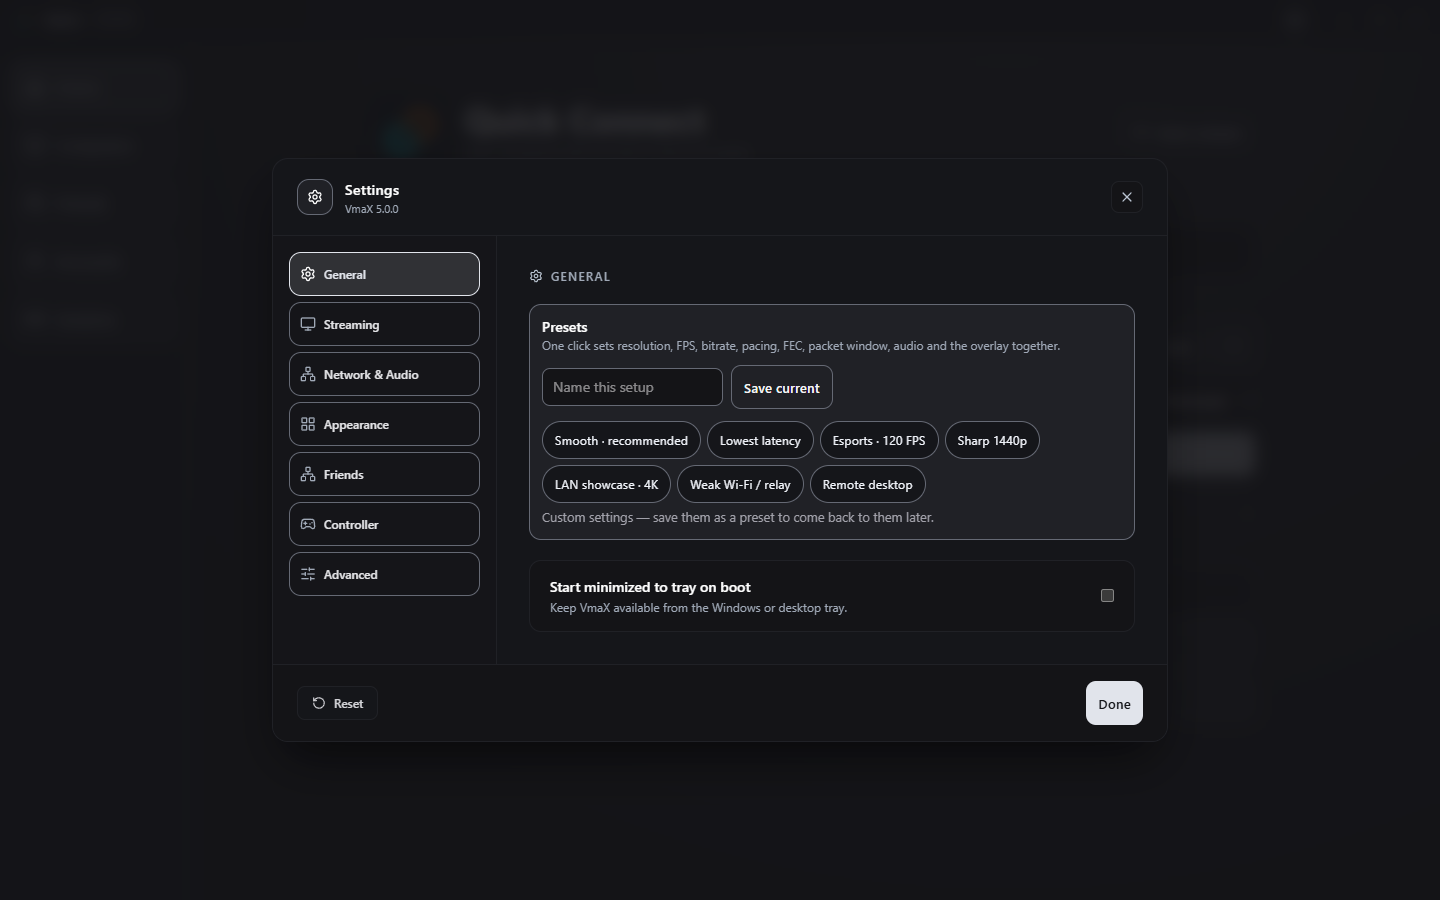 Quick Connect
Settings
VmaX 5.0.0
General
Streaming
Network & Audio
Appearance
Friends
Controller
Advanced
GENERAL
Presets
One click sets resolution, FPS, bitrate, pacing, FEC, packet window, audio and the overlay together.
Name this setup
Save current
Smooth · recommended
Lowest latency
Esports · 120 FPS
Sharp 1440p
LAN showcase · 4K
Weak Wi-Fi / relay
Remote desktop
Custom settings — save them as a preset to come back to them later.
Start minimized to tray on boot
Keep VmaX available from the Windows or desktop tray.
Reset
Done